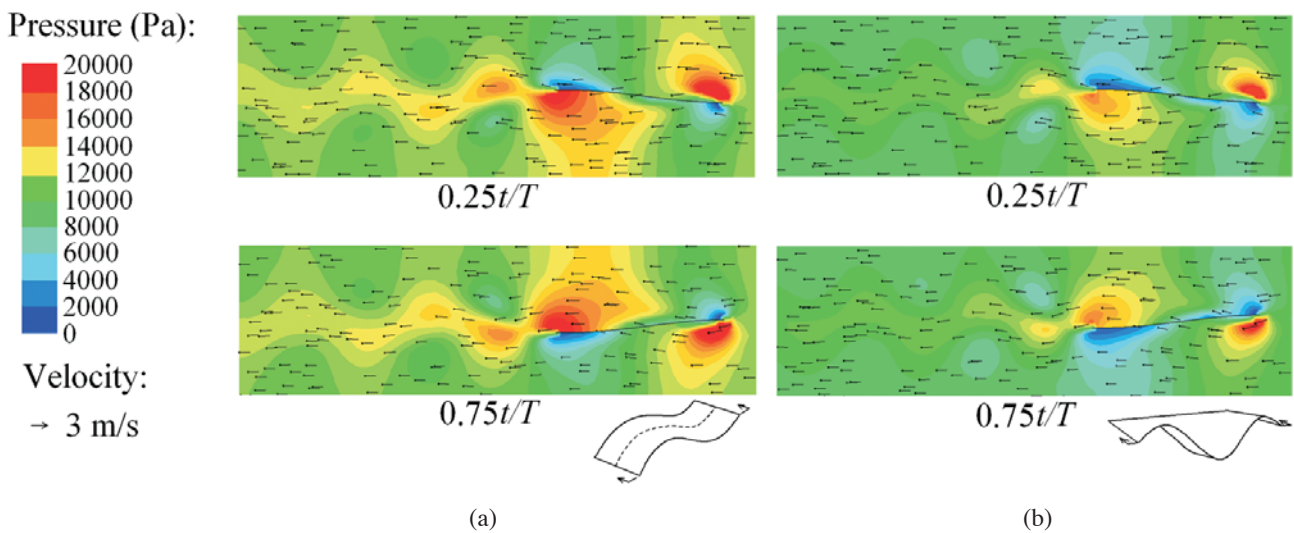 Pressure (Pa):
20000
18000
16000
14000
12000
10000
8000
6000
4000
2000
0
Velocity:
→ 3 m/s
0.25t/T
0.25t/T
0.75t/T
0.75t/T
(a)
(b)